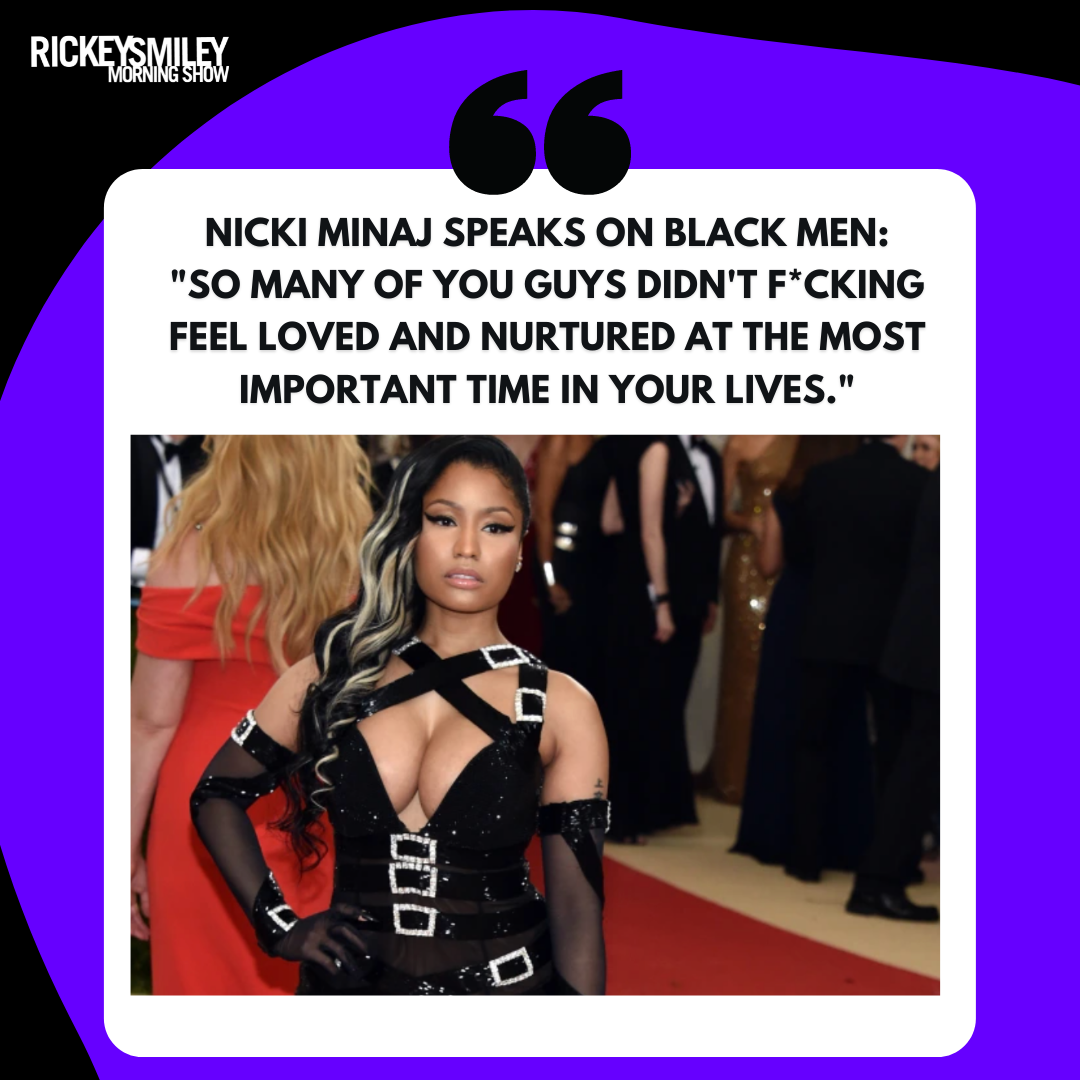 RICKEYSMILEY
MORNING SHOW
“
NICKI MINAJ SPEAKS ON BLACK MEN:
"SO MANY OF YOU GUYS DIDN'T F*CKING
FEEL LOVED AND NURTURED AT THE MOST
IMPORTANT TIME IN YOUR LIVES."